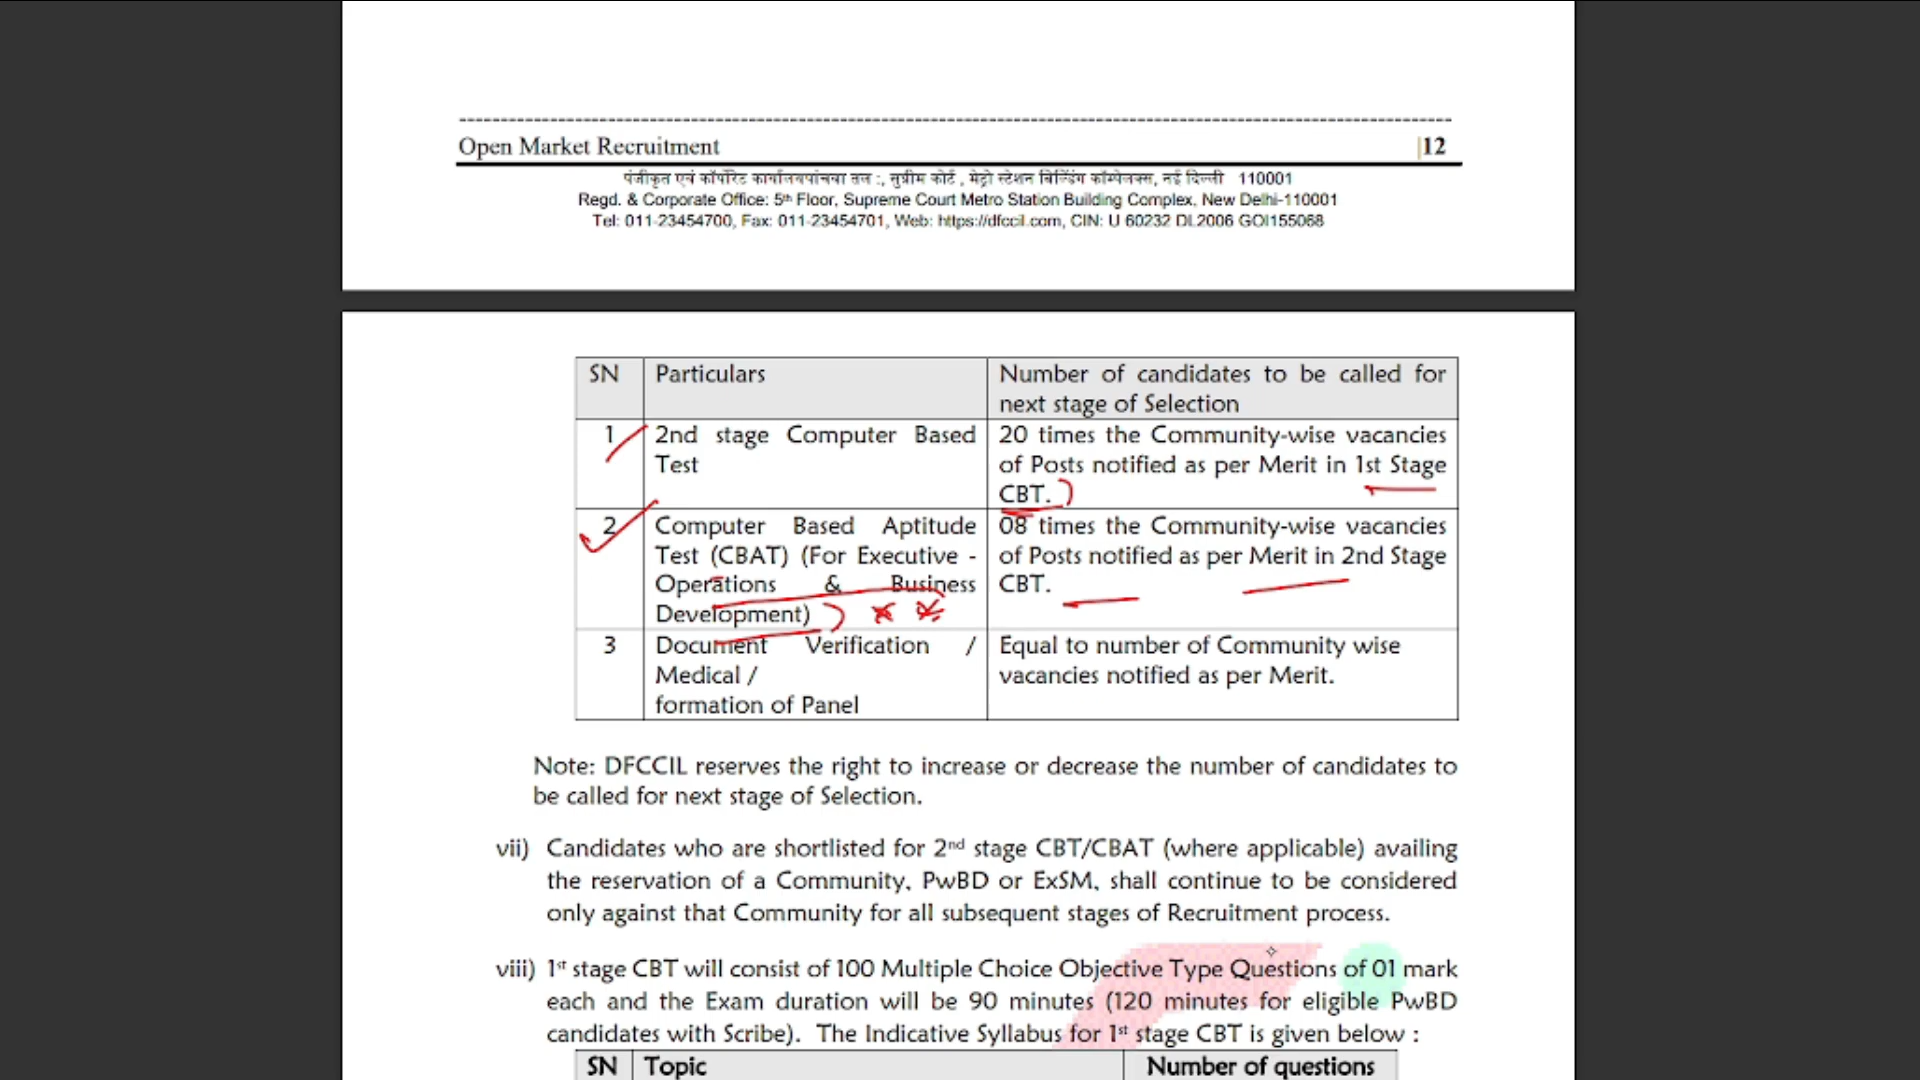 Open Market Recruitment |12
पंजीकृत एवं कॉर्पोरेट कार्यालयपांचवा तल :, सुप्रीम कोर्ट , मेट्रो स्टेशन बिल्डिंग कॉम्पेलक्स, नई दिल्ली 110001
Regd. & Corporate Office: 5th Floor, Supreme Court Metro Station Building Complex, New Delhi-110001
Tel: 011-23454700, Fax: 011-23454701, Web: https://dfccil.com, CIN: U 60232 DL2006 GOI155068
SN Particulars Number of candidates to be called for
next stage of Selection
1 2nd stage Computer Based 20 times the Community-wise vacancies
Test of Posts notified as per Merit in 1st Stage
CBT.
2 Computer Based Aptitude 08 times the Community-wise vacancies
Test (CBAT) (For Executive - of Posts notified as per Merit in 2nd Stage
Operations & Business CBT.
Development)
3 Document Verification / Equal to number of Community wise
Medical / vacancies notified as per Merit.
formation of Panel
Note: DFCCIL reserves the right to increase or decrease the number of candidates to
be called for next stage of Selection.
vii) Candidates who are shortlisted for 2nd stage CBT/CBAT (where applicable) availing
the reservation of a Community, PwBD or ExSM, shall continue to be considered
only against that Community for all subsequent stages of Recruitment process.
viii) 1st stage CBT will consist of 100 Multiple Choice Objective Type Questions of 01 mark
each and the Exam duration will be 90 minutes (120 minutes for eligible PwBD
candidates with Scribe). The Indicative Syllabus for 1st stage CBT is given below :
SN Topic Number of questions